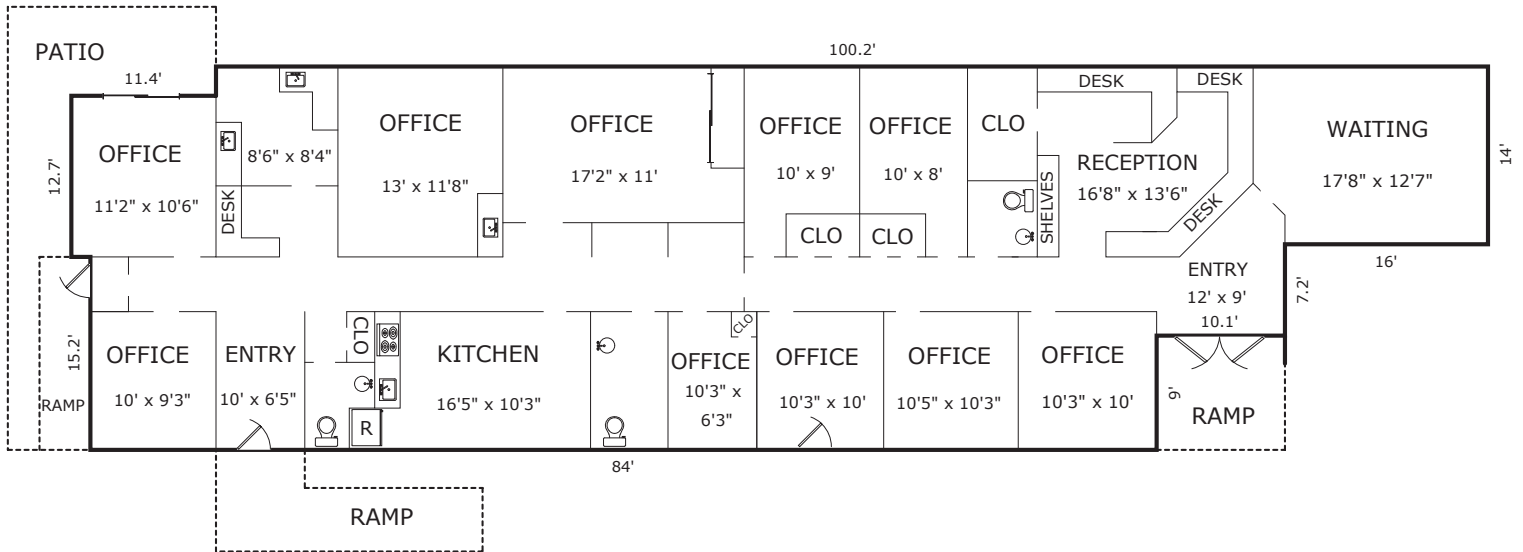 PATIO
11.4'
100.2'
12.7'
OFFICE
11'2" x 10'6"
8'6" x 8'4"
DESK
OFFICE
13' x 11'8"
OFFICE
17'2" x 11'
OFFICE
10' x 9'
CLO
OFFICE
10' x 8'
CLO
CLO
SHELVES
DESK
DESK
RECEPTION
16'8" x 13'6"
DESK
WAITING
17'8" x 12'7"
14'
16'
ENTRY
12' x 9'
10.1'
7.2'
15.2'
RAMP
OFFICE
10' x 9'3"
ENTRY
10' x 6'5"
CLO
R
KITCHEN
16'5" x 10'3"
CLO
OFFICE
10'3" x
6'3"
OFFICE
10'3" x 10'
OFFICE
10'5" x 10'3"
OFFICE
10'3" x 10'
9'
RAMP
84'
RAMP